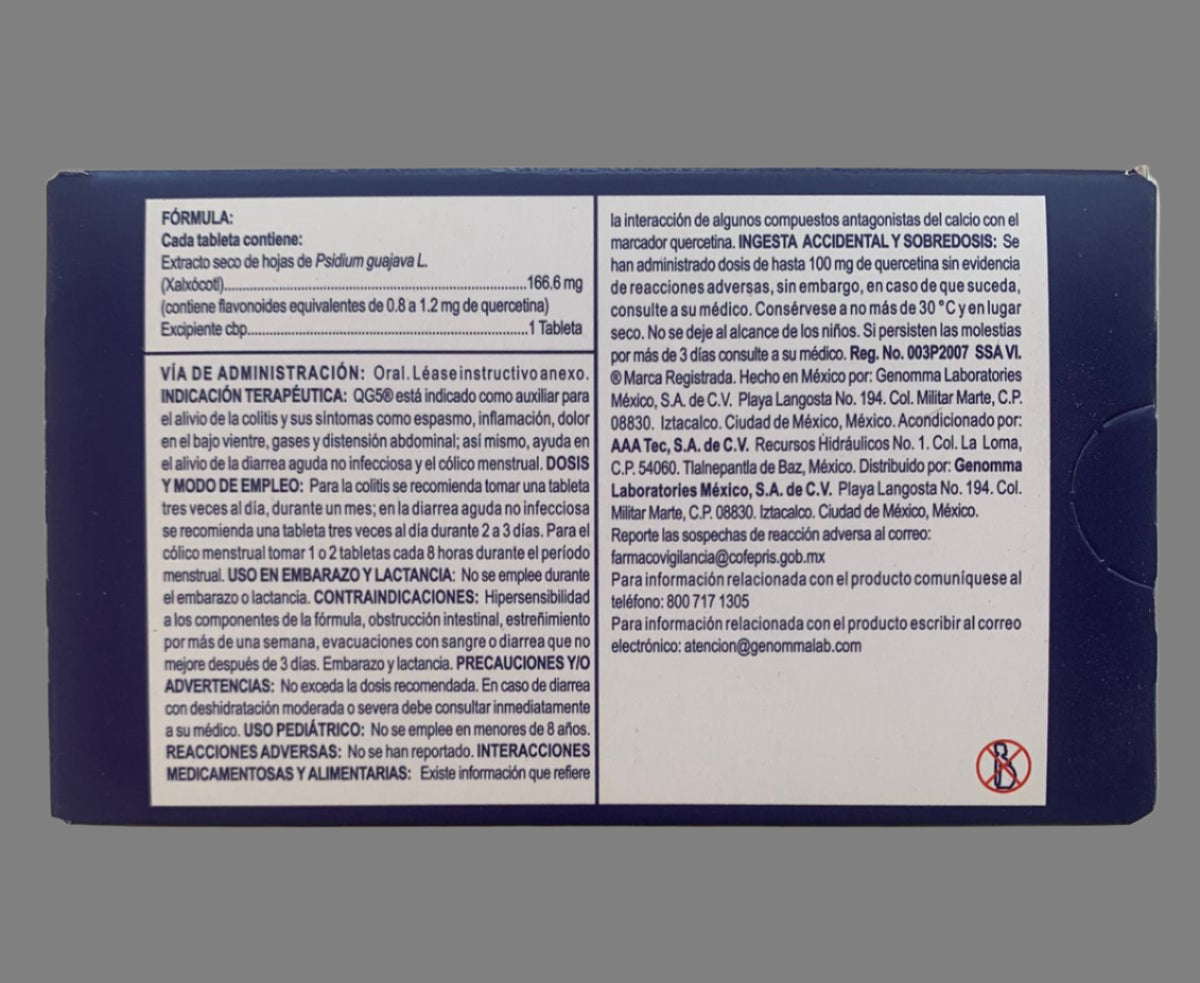 FÓRMULA:
Cada tableta contiene:
Extracto seco de hojas de Psidium guajava L.
(Xalxócotl)..........................................................................166.6 mg
(contiene flavonoides equivalentes de 0.8 a 1.2 mg de quercetina)
Excipiente cbp.....................................................................1 Tableta
VÍA DE ADMINISTRACIÓN: Oral. Léase instructivo anexo.
INDICACIÓN TERAPÉUTICA: QG5® está indicado como auxiliar para
el alivio de la colitis y sus síntomas como espasmo, inflamación, dolor
en el bajo vientre, gases y distensión abdominal; así mismo, ayuda en
el alivio de la diarrea aguda no infecciosa y el cólico menstrual. DOSIS
Y MODO DE EMPLEO: Para la colitis se recomienda tomar una tableta
tres veces al día, durante un mes; en la diarrea aguda no infecciosa
se recomienda una tableta tres veces al día durante 2 a 3 días. Para el
cólico menstrual tomar 1 o 2 tabletas cada 8 horas durante el período
menstrual. USO EN EMBARAZO Y LACTANCIA: No se emplee durante
el embarazo o lactancia. CONTRAINDICACIONES: Hipersensibilidad
a los componentes de la fórmula, obstrucción intestinal, estreñimiento
por más de una semana, evacuaciones con sangre o diarrea que no
mejore después de 3 días. Embarazo y lactancia. PRECAUCIONES Y/O
ADVERTENCIAS: No exceda la dosis recomendada. En caso de diarrea
con deshidratación moderada o severa debe consultar inmediatamente
a su médico. USO PEDIÁTRICO: No se emplee en menores de 8 años.
REACCIONES ADVERSAS: No se han reportado. INTERACCIONES
MEDICAMENTOSAS Y ALIMENTARIAS: Existe información que refiere
la interacción de algunos compuestos antagonistas del calcio con el
marcador quercetina. INGESTA ACCIDENTAL Y SOBREDOSIS: Se
han administrado dosis de hasta 100 mg de quercetina sin evidencia
de reacciones adversas, sin embargo, en caso de que suceda,
consulte a su médico. Consérvese a no más de 30 °C y en lugar
seco. No se deje al alcance de los niños. Si persisten las molestias
por más de 3 días consulte a su médico. Reg. No. 003P2007 SSA VI.
® Marca Registrada. Hecho en México por: Genomma Laboratories
México, S.A. de C.V. Playa Langosta No. 194. Col. Militar Marte, C.P.
08830. Iztacalco. Ciudad de México, México. Acondicionado por:
AAA Tec, S.A. de C.V. Recursos Hidráulicos No. 1. Col. La Loma,
C.P. 54060. Tlalnepantla de Baz, México. Distribuido por: Genomma
Laboratories México, S.A. de C.V. Playa Langosta No. 194. Col.
Militar Marte, C.P. 08830. Iztacalco. Ciudad de México, México.
Reporte las sospechas de reacción adversa al correo:
farmacovigilancia@cofepris.gob.mx
Para información relacionada con el producto comuníquese al
teléfono: 800 717 1305
Para información relacionada con el producto escribir al correo
electrónico: atencion@genommalab.com